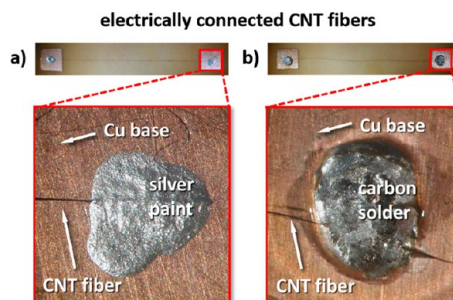 electrically connected CNT fibers
a)
b)
Cu base
silver
paint
CNT fiber
Cu base
carbon
solder
CNT fiber